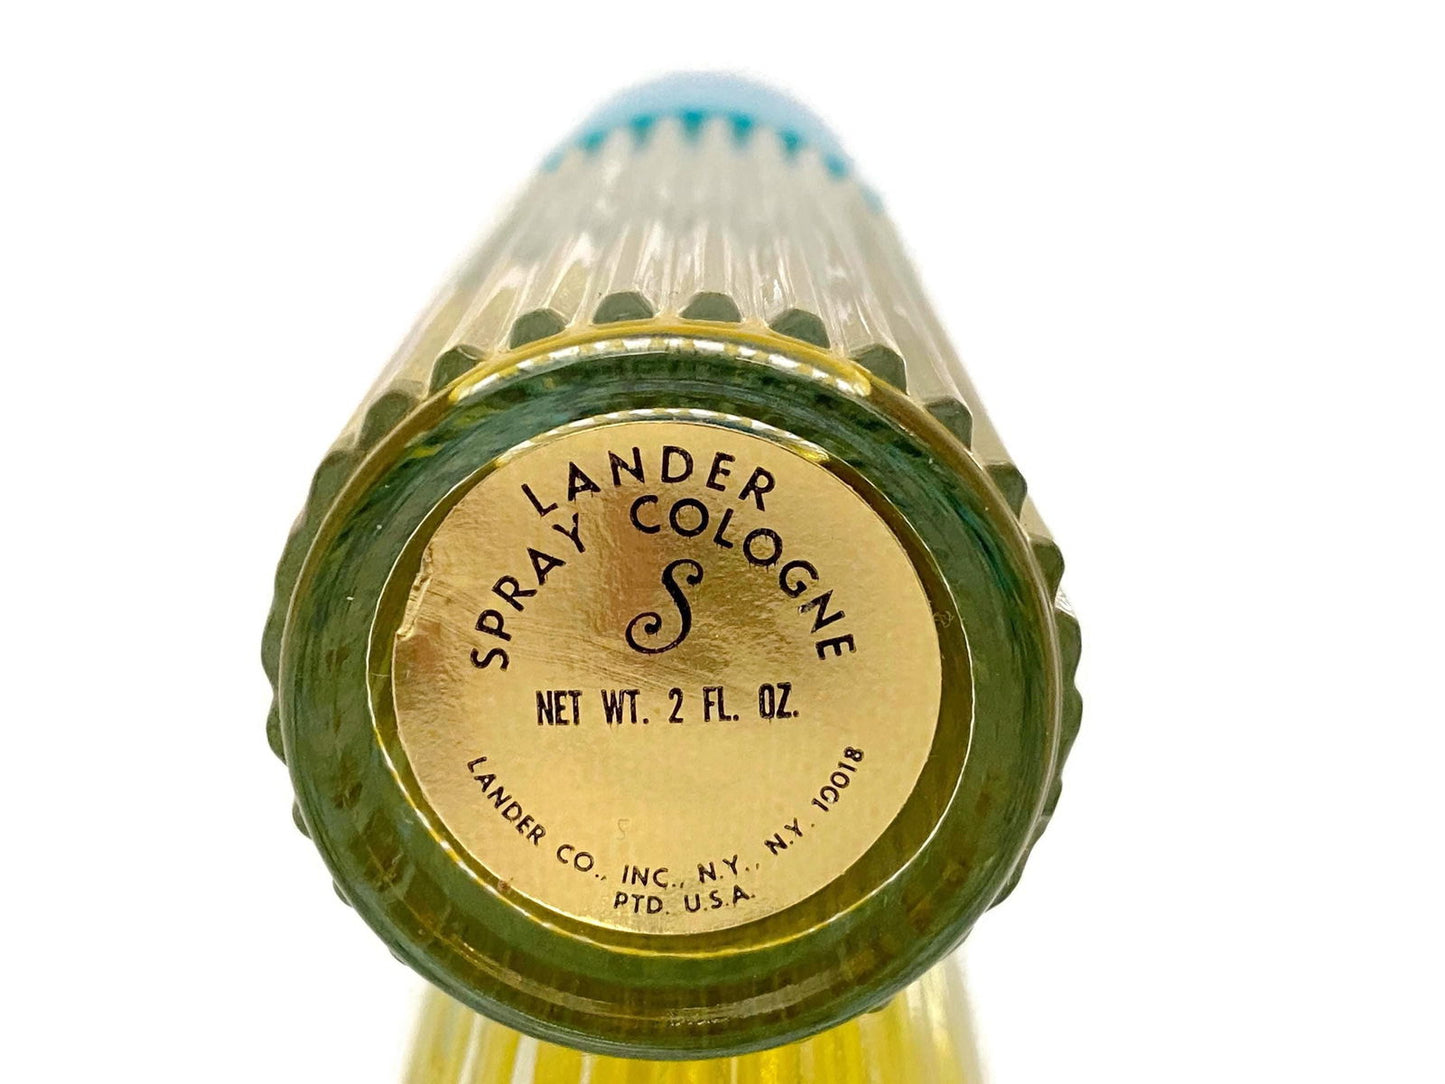 LANDER
SPRAY COLOGNE
S
NET WT. 2 FL. OZ.
LANDER CO., INC., N.Y., N.Y. 10018
PTD. U.S.A.